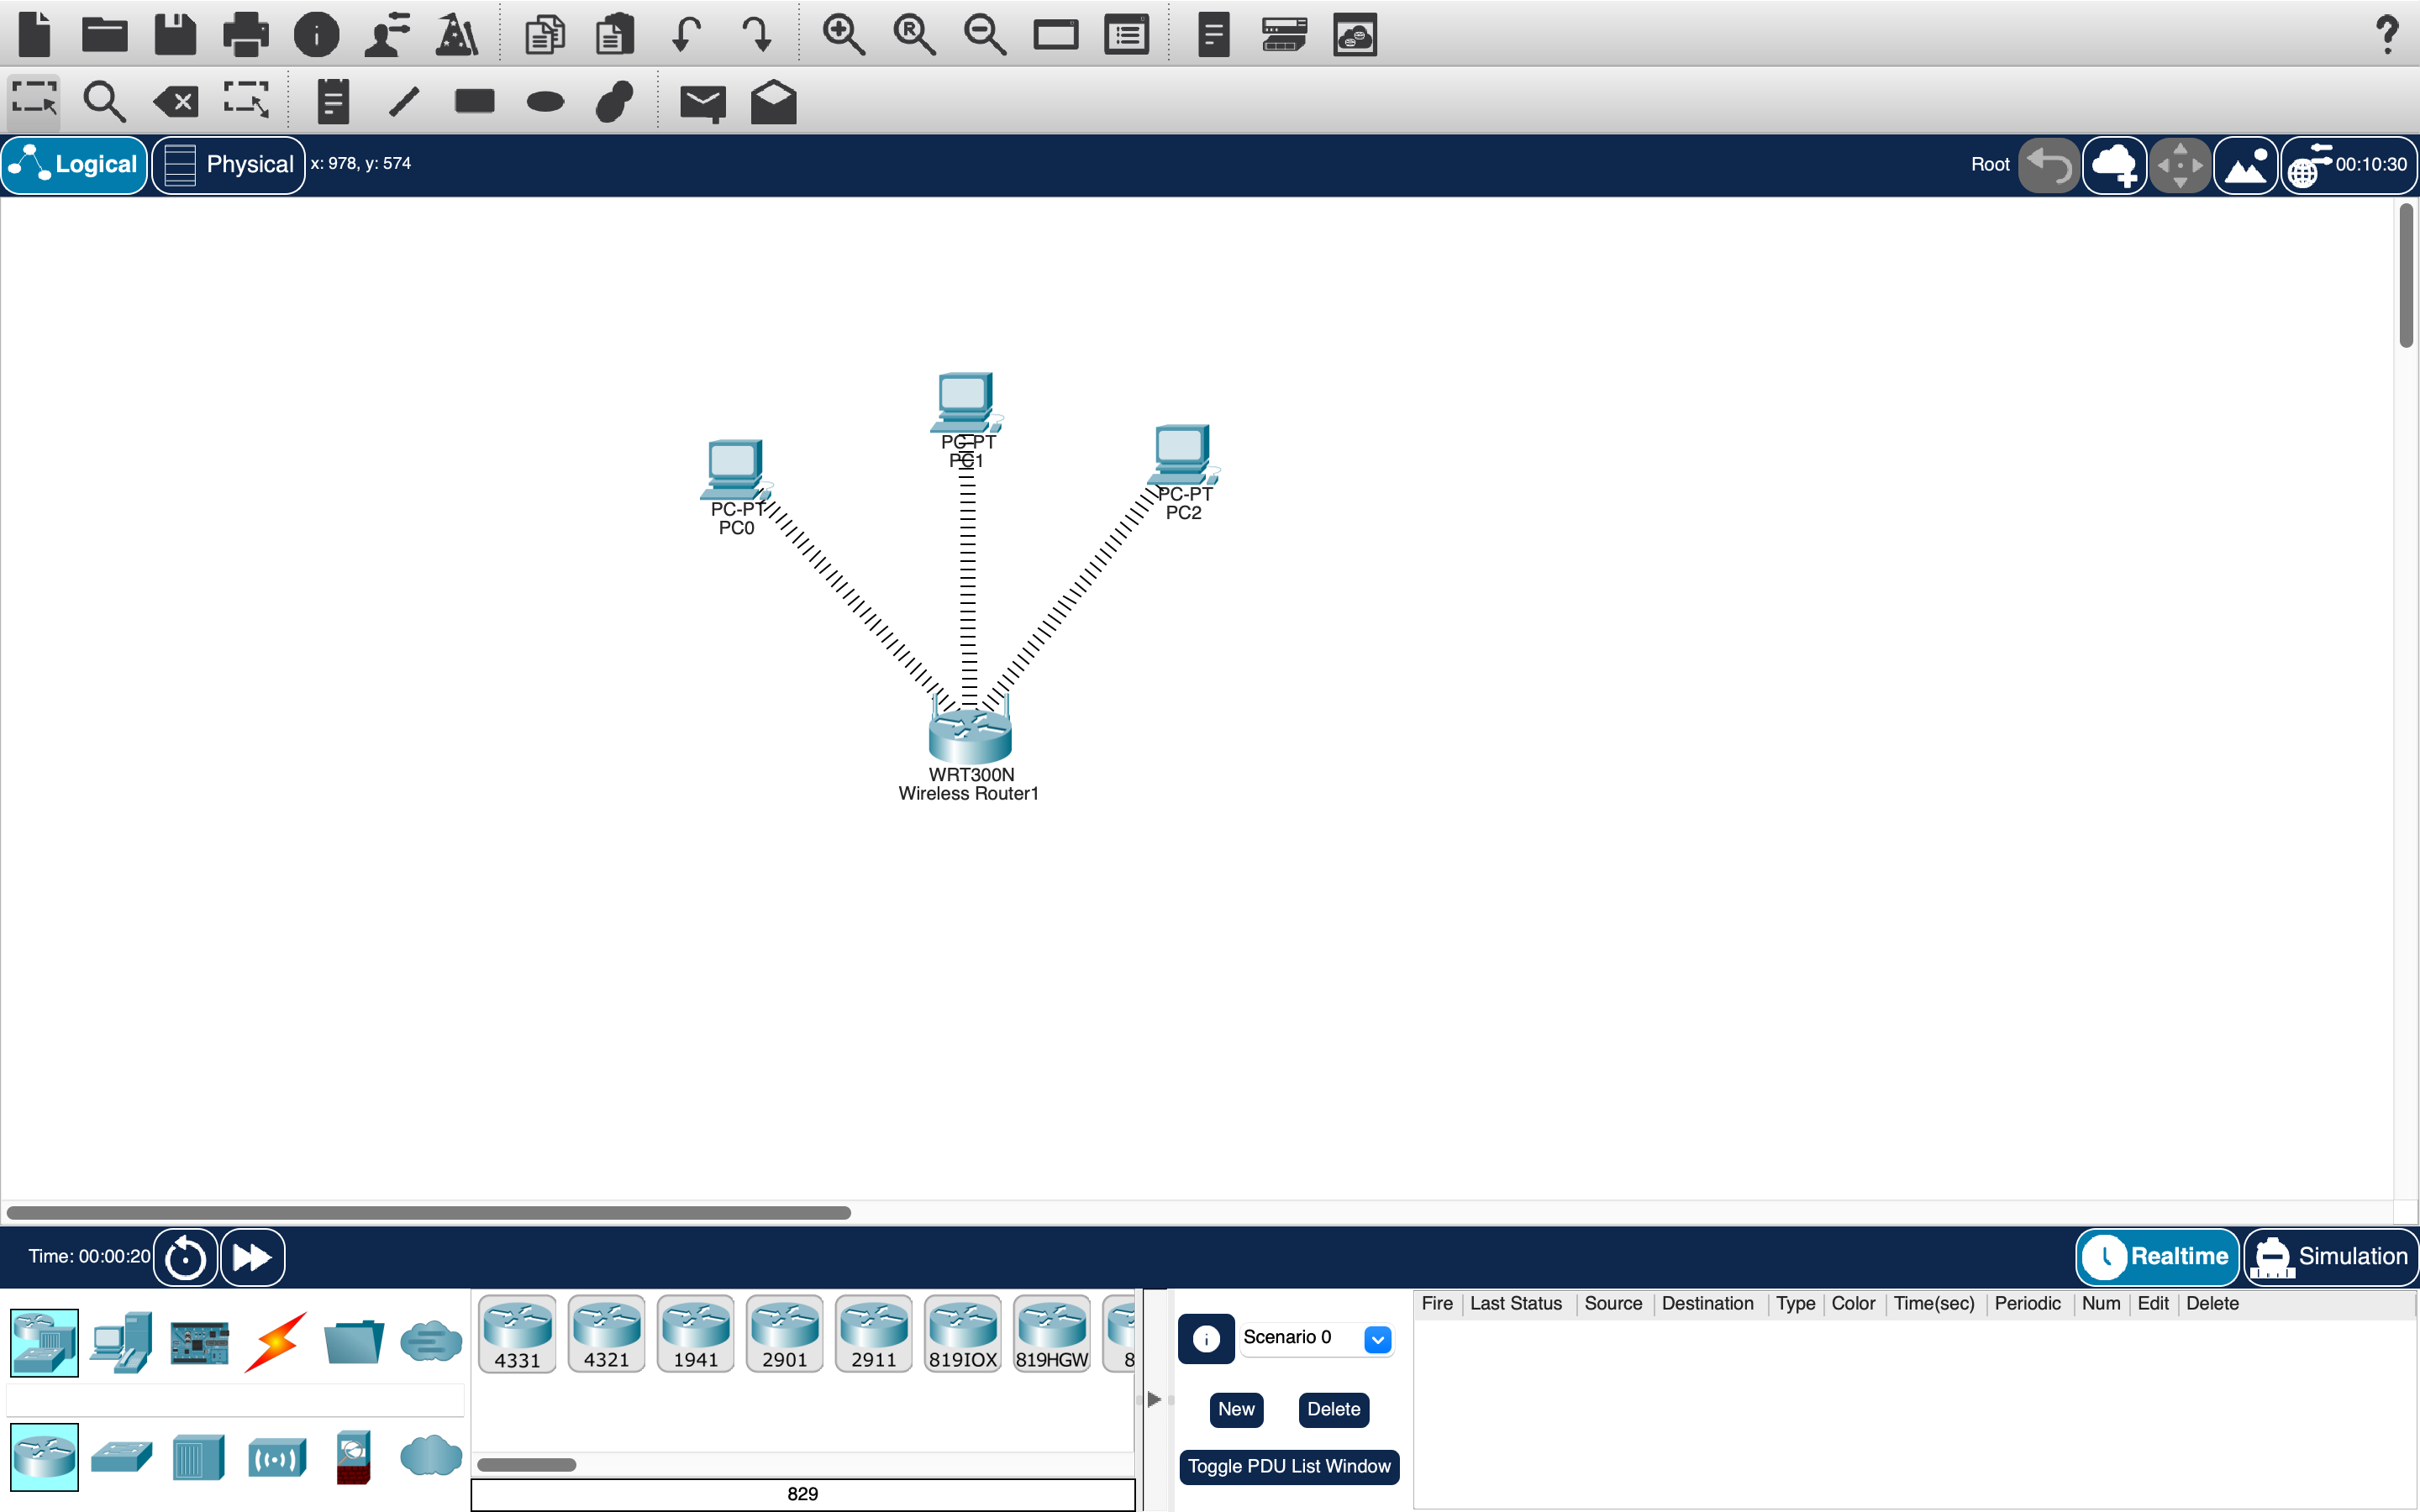 Logical
Physical
x: 978, y: 574
Root
00:10:30
PC-PT
PC1
PC-PT
PC2
PC-PT
PC0
WRT300N
Wireless Router1
Time: 00:00:20
Realtime
Simulation
4331
4321
1941
2901
2911
819IOX
819HGW
8
829
Scenario 0
New
Delete
Toggle PDU List Window
Fire Last Status Source Destination Type Color Time(sec) Periodic Num Edit Delete